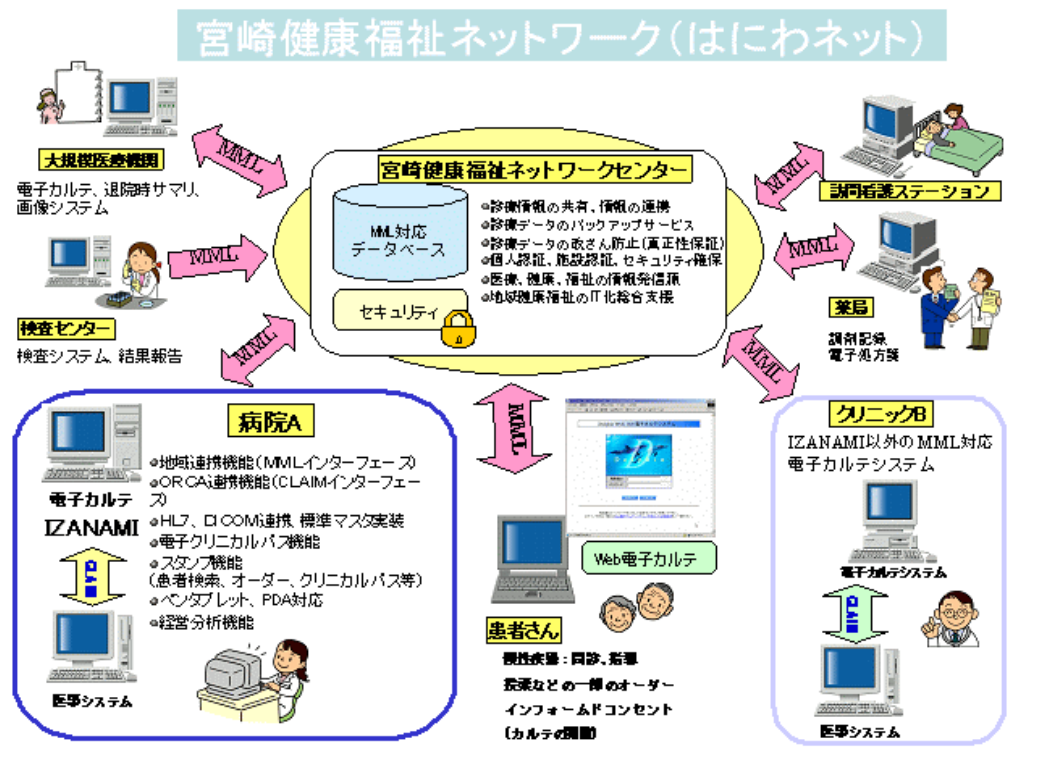 宮崎健康福祉ネットワーク(はにわネット)
MML
大規模医療機関
電子カルテ、退院時サマリ、
画像システム
MML
検査センター
検査システム、結果報告
MML
宮崎健康福祉ネットワークセンター
MML対応
データベース
セキュリティ
診療情報の共有、情報の連携
診療データのバックアップサービス
診療データの改ざん防止(真正性保証)
個人認証、施設認証、セキュリティ確保
医療、健康、福祉の情報発信源
地域健康福祉のIT化総合支援
MML
訪問看護ステーション
MML
薬局
調剤記録
電子処方箋
MML
病院A
電子カルテ
IZANAMI
CLAIM
医事システム
地域連携機能(MMLインターフェース)
ORCA連携機能(CLAIMインターフェー
ス)
HL7、DICOM連携、標準マスタ実装
電子クリニカルパス機能
スタンプ機能
(患者検索、オーダー、クリニカルパス等)
ペンタブレット、PDA対応
経営分析機能
MML
Web電子カルテ
患者さん
慢性疾患:問診、指導
投薬などの一部のオーダー
インフォームドコンセント
(カルテの開示)
クリニックB
IZANAMI以外のMML対応
電子カルテシステム
電子カルテシステム
CLAIM
医事システム